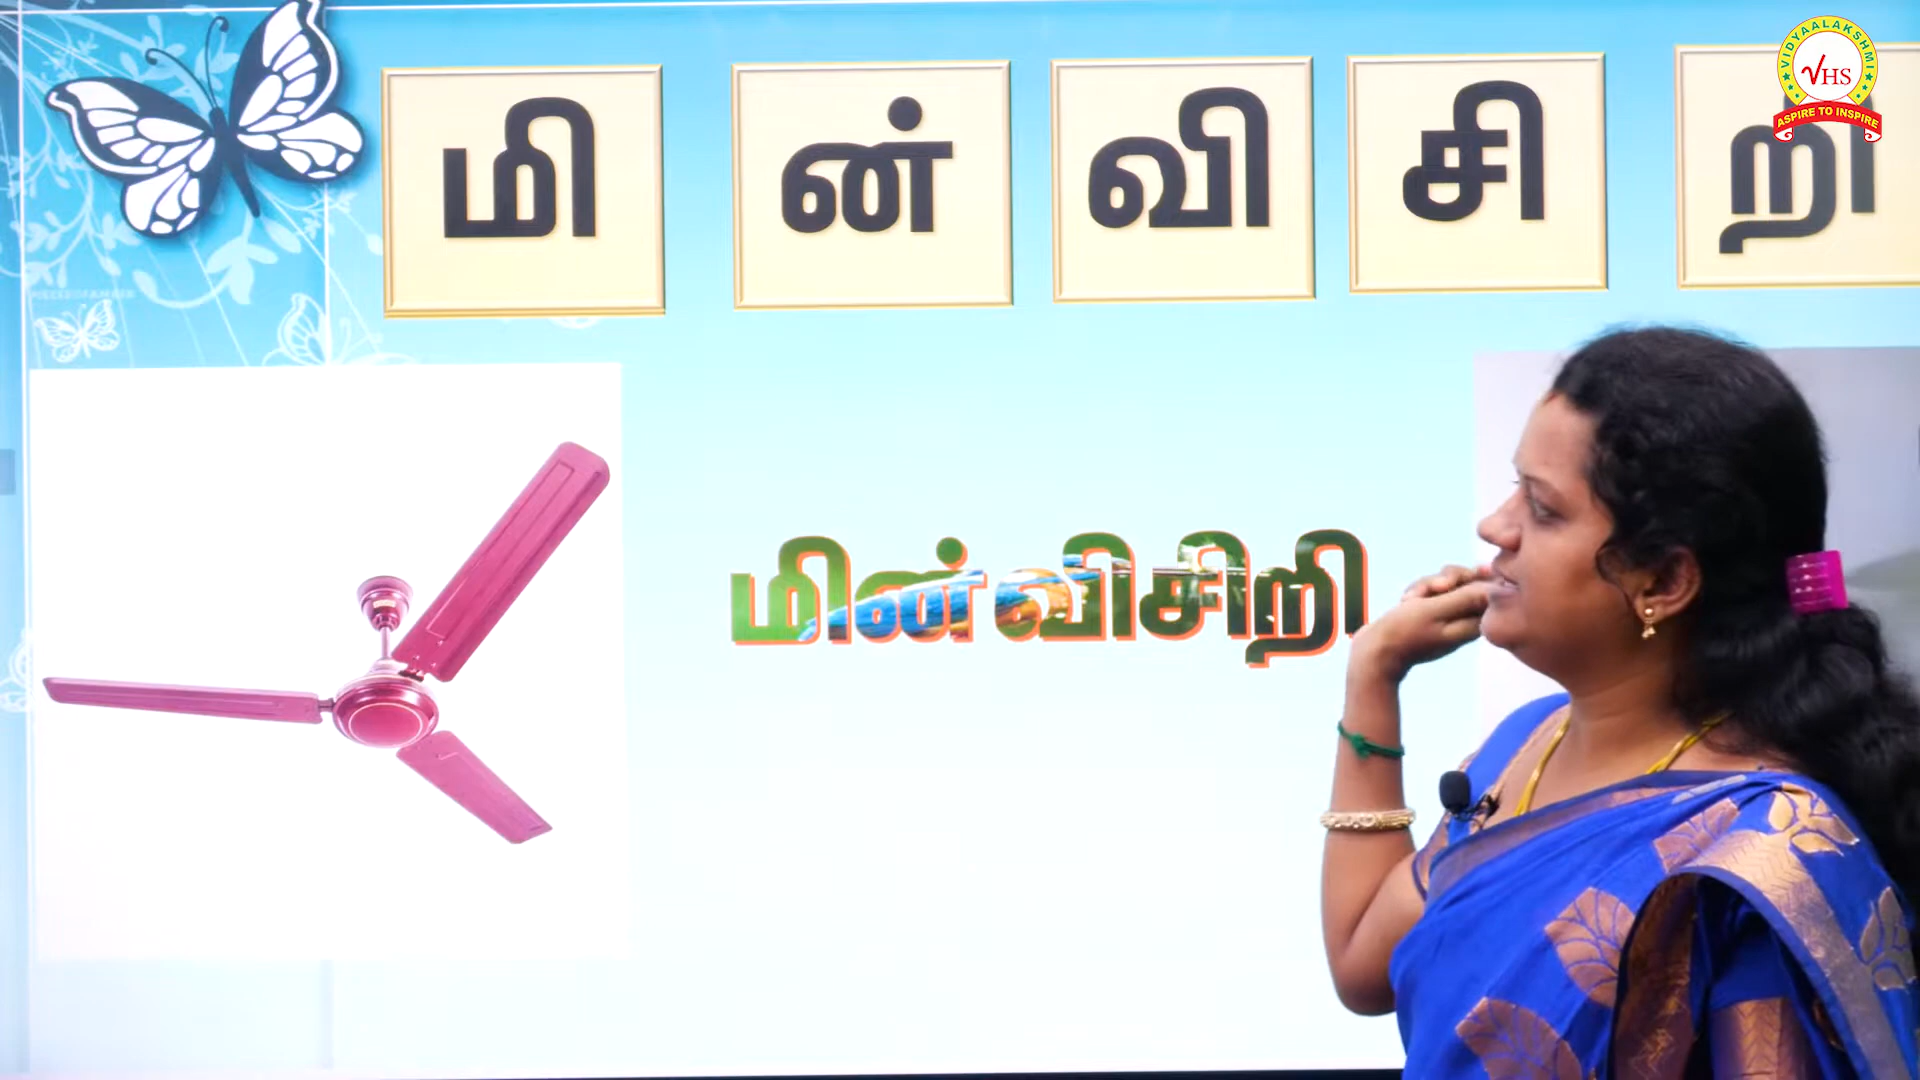 மி ன் வி சி றி
மின்விசிறி
VIDYAALAKSHMI
VHS
ASPIRE TO INSPIRE